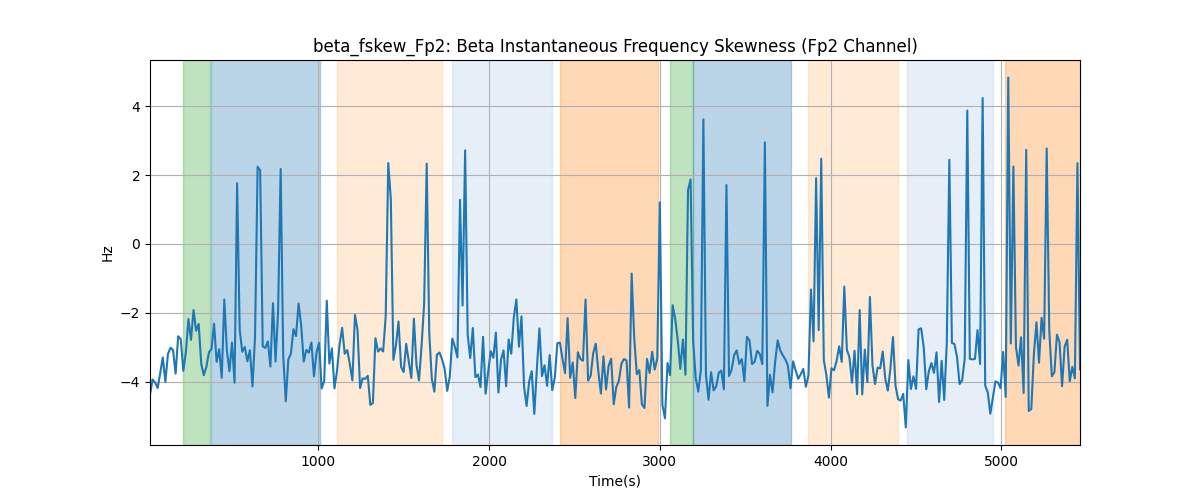 beta_fskew_Fp2: Beta Instantaneous Frequency Skewness (Fp2 Channel)
4
2
0
−2
−4
Hz
1000 2000 3000 4000 5000
Time(s)